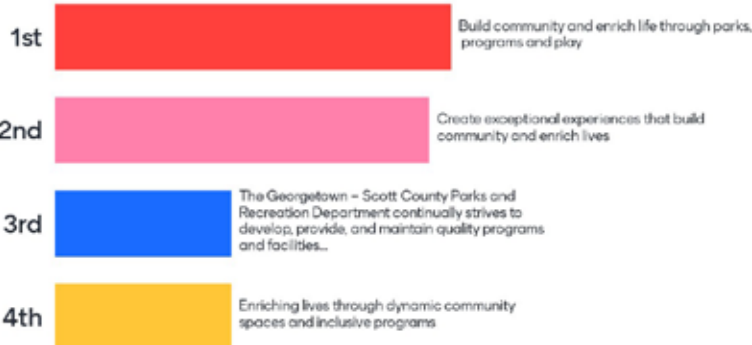 1st
Build community and enrich life through parks,
programs and play
2nd
Create exceptional experiences that build
community and enrich lives
3rd
The Georgetown – Scott County Parks and
Recreation Department continually strives to
develop, provide, and maintain quality programs
and facilities...
4th
Enriching lives through dynamic community
spaces and inclusive programs